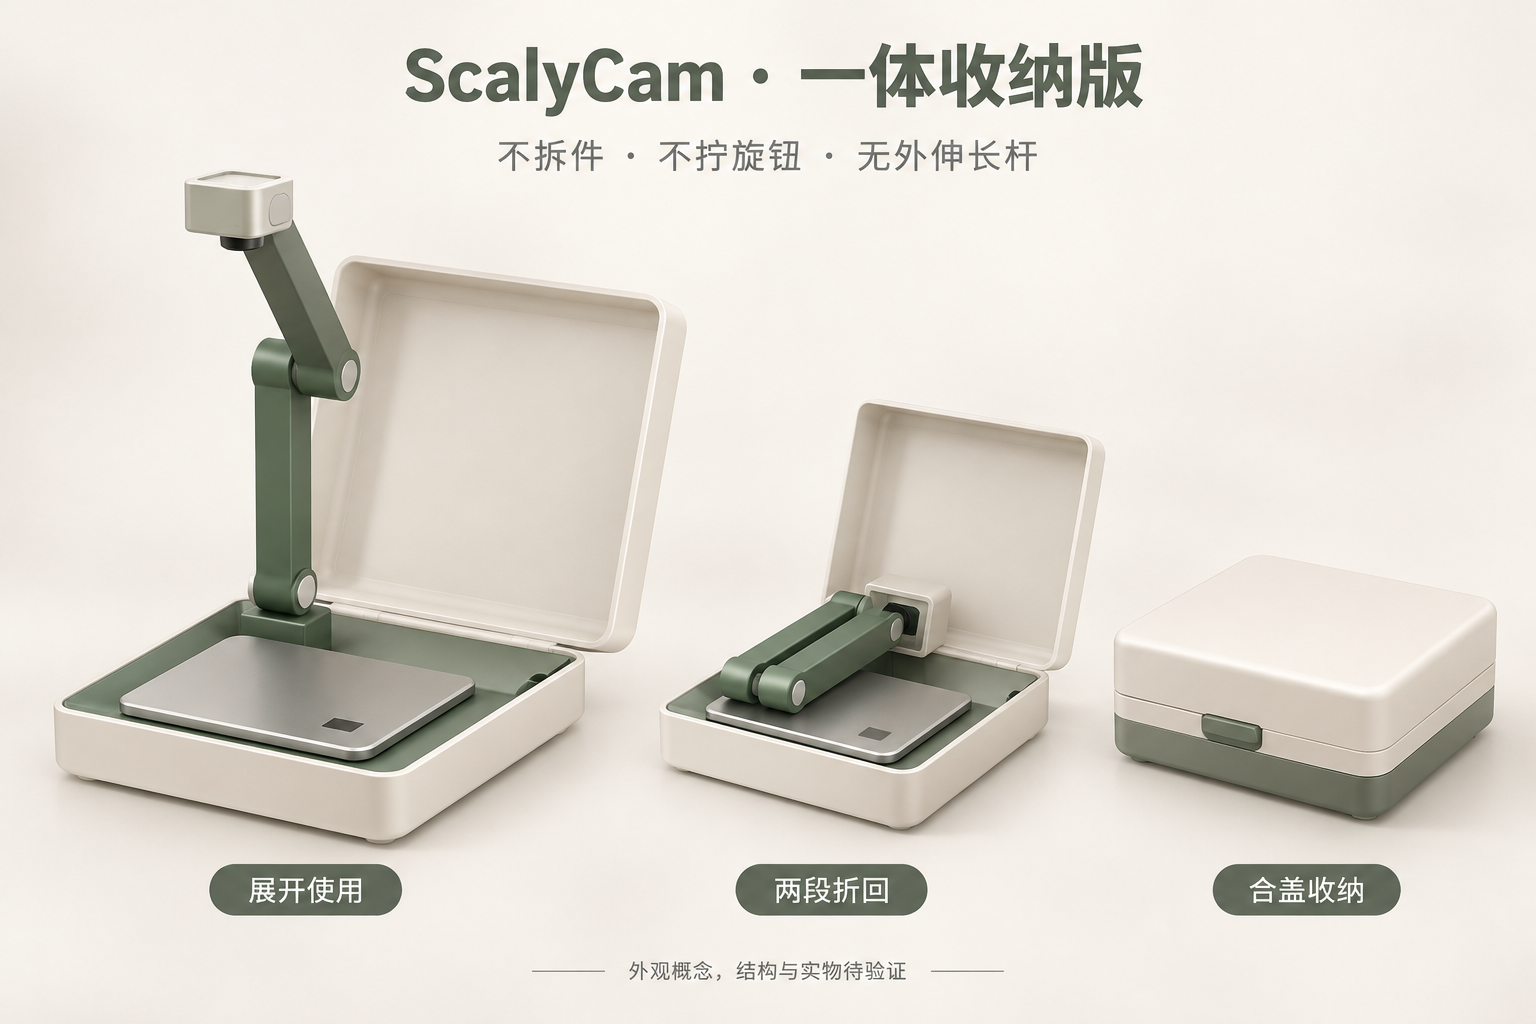 ScalyCam · 一体收纳版
不拆件 · 不拧旋钮 · 无外伸长杆
展开使用
两段折回
合盖收纳
外观概念，结构与实物待验证